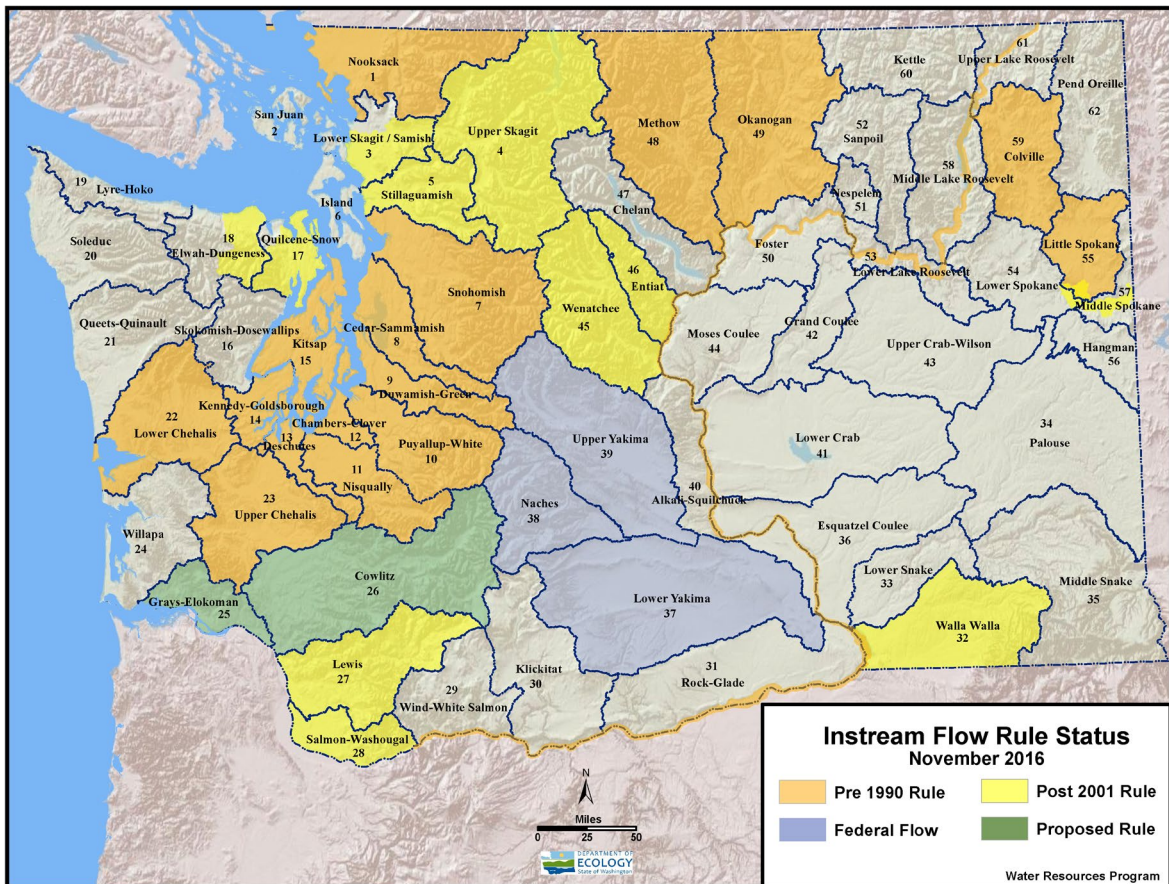 Nooksack
1
San Juan
2
Lower Skagit / Samish
3
Upper Skagit
4
5
Stillaguamish
Island
6
Methow
48
Okanogan
49
Kettle
60
61
Upper Lake Roosevelt
Pend Oreille
62
52
Sanpoil
58
Middle Lake Roosevelt
59
Colville
Nespelem
51
47
Chelan
19
Lyre-Hoko
Soleduc
20
18
Elwah-Dungeness
Quilcene-Snow
17
Queets-Quinault
21
Skokomish-Dosewallips
16
Kitsap
15
Snohomish
7
Cedar-Sammamish
8
9
Duwamish-Green
Wenatchee
45
46
Entiat
Foster
50
53
Lower Lake Roosevelt
54
Lower Spokane
Little Spokane
55
57
Middle Spokane
Hangman
56
Moses Coulee
44
Grand Coulee
42
Upper Crab-Wilson
43
22
Lower Chehalis
Kennedy-Goldsborough
14
13
Deschutes
Chambers-Clover
12
Puyallup-White
10
11
Nisqually
23
Upper Chehalis
Willapa
24
Grays-Elokoman
25
Cowlitz
26
Lewis
27
Salmon-Washougal
28
29
Wind-White Salmon
Klickitat
30
31
Rock-Glade
Upper Yakima
39
Naches
38
Lower Yakima
37
40
Alkali-Squilchuck
Lower Crab
41
34
Palouse
Esquatzel Coulee
36
Lower Snake
33
Middle Snake
35
Walla Walla
32
N
Miles
0 25 50
DEPARTMENT OF
ECOLOGY
State of Washington
Instream Flow Rule Status
November 2016
Pre 1990 Rule
Post 2001 Rule
Federal Flow
Proposed Rule
Water Resources Program